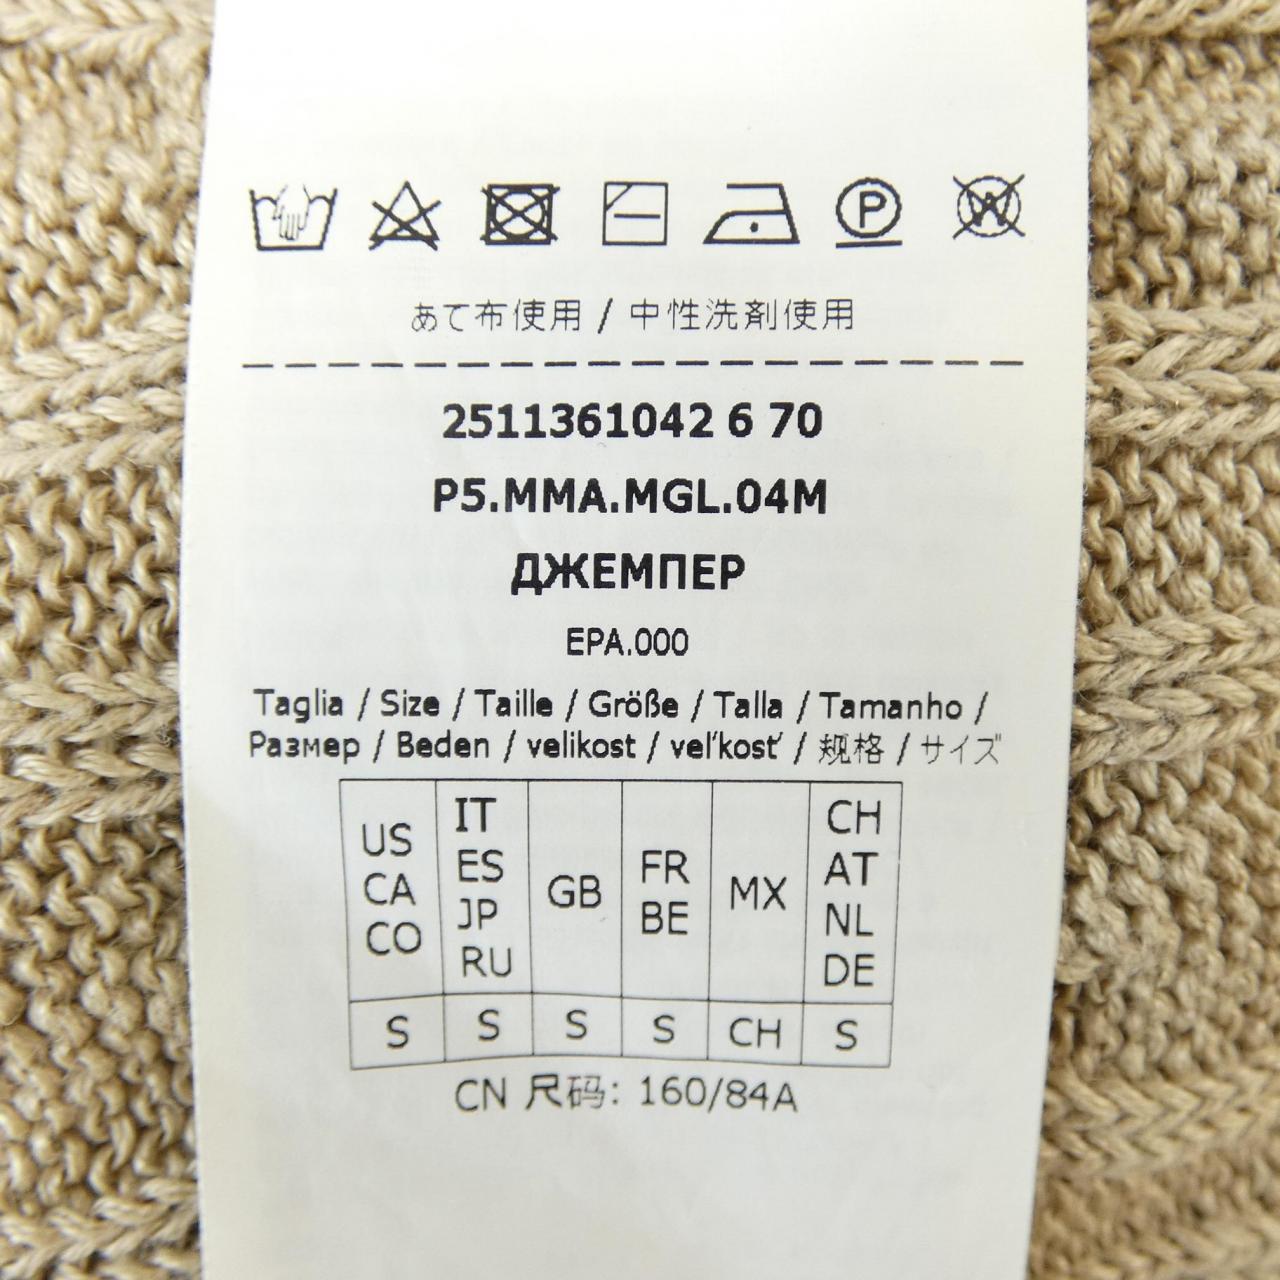 P
W
あて布使用 / 中性洗剤使用
2511361042 6 70
P5.MMA.MGL.04M
ДЖЕМПЕР
EPA.000
Taglia / Size / Taille / Größe / Talla / Tamanho /
Размер / Beden / velikost / veľkosť / 规格 / サイズ
US CA CO | IT ES JP RU | GB | FR BE | MX | CH AT NL DE
S | S | S | S | CH | S
CN 尺码: 160/84A